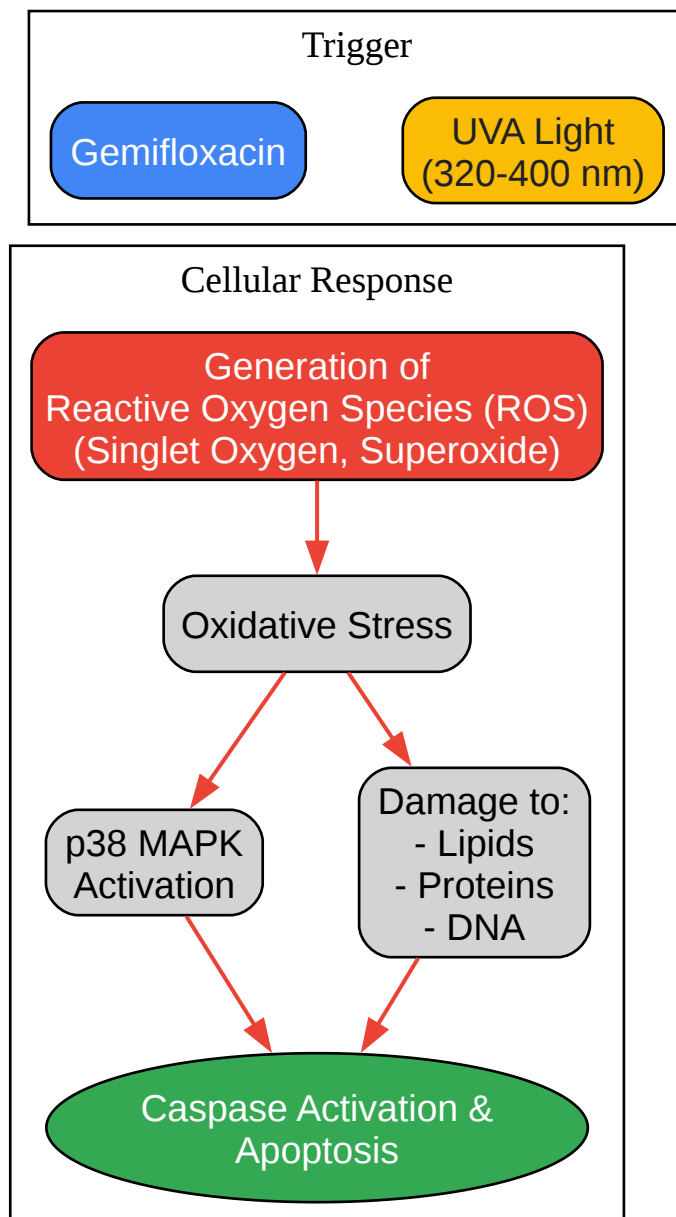 Trigger
Gemifloxacin
UVA Light
(320-400 nm)
Cellular Response
Generation of
Reactive Oxygen Species (ROS)
(Singlet Oxygen, Superoxide)
Oxidative Stress
p38 MAPK
Activation
Damage to:
- Lipids
- Proteins
- DNA
Caspase Activation &
Apoptosis